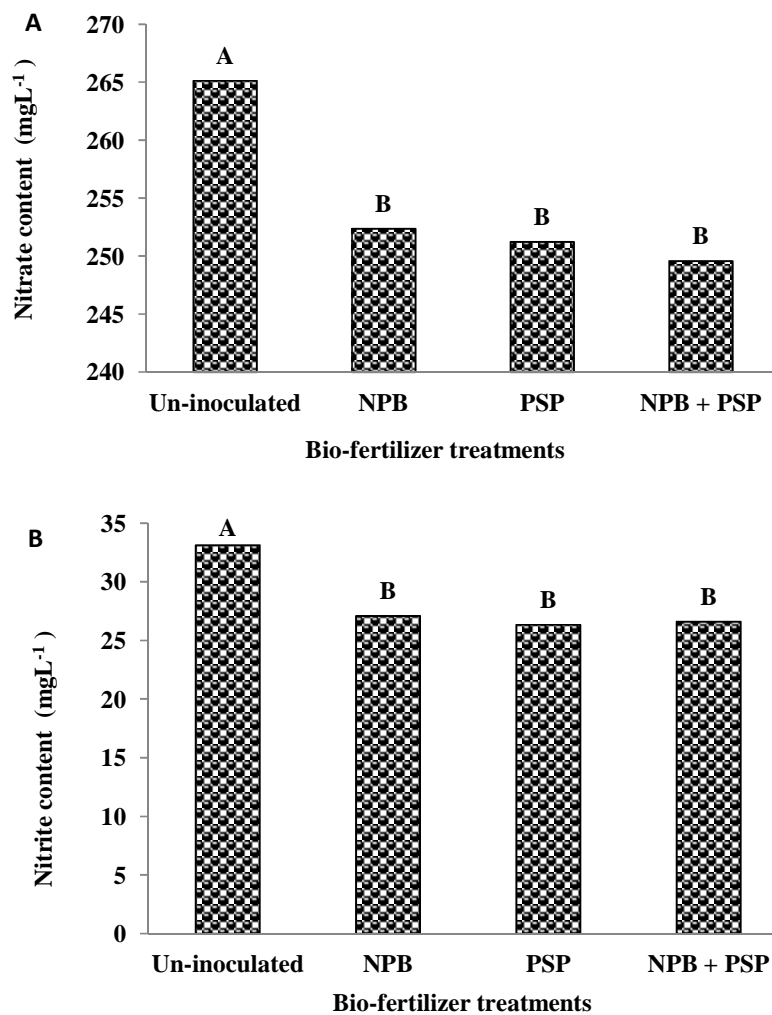 A
Nitrate content (mgL-1 )
270
265
260
255
250
245
240
A
B
B
B
Un-inoculated NPB PSP NPB + PSP
Bio-fertilizer treatments
B
Nitrite content (mgL-1 )
35
30
25
20
15
10
5
0
A
B
B
B
Un-inoculated NPB PSP NPB + PSP
Bio-fertilizer treatments